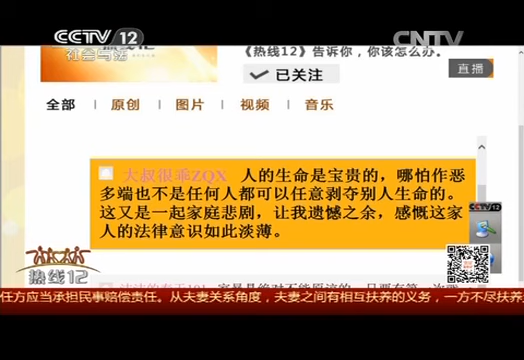 CCTV 12
社会与法
CNTV
《热线12》告诉你，你该怎么办。
已关注
直播
全部 | 原创 | 图片 | 视频 | 音乐
大叔很乖ZQX 人的生命是宝贵的，哪怕作恶
多端也不是任何人都可以任意剥夺别人生命的。
这又是一起家庭悲剧，让我遗憾之余，感慨这家
人的法律意识如此淡薄。
热线12
任方应当承担民事赔偿责任。从夫妻关系角度，夫妻之间有相互扶养的义务，一方不尽扶养